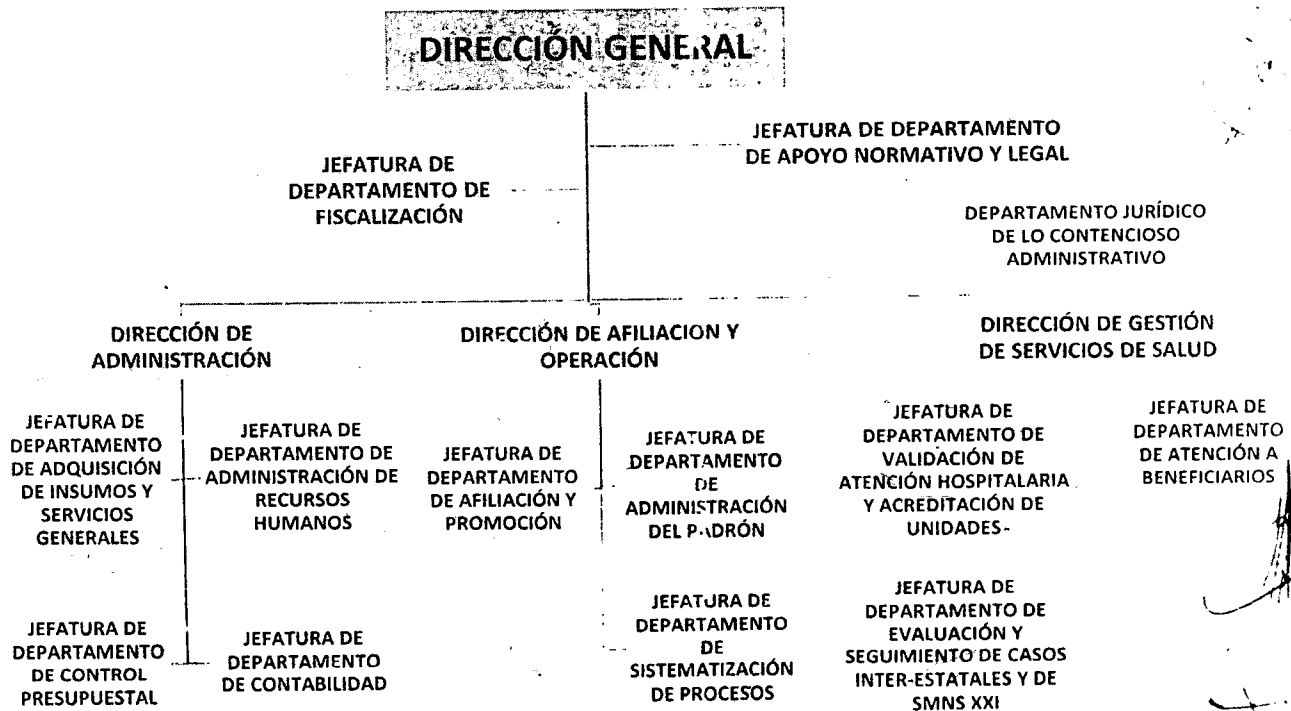 DIRECCIÓN GENERAL
JEFATURA DE DEPARTAMENTO
DE APOYO NORMATIVO Y LEGAL
JEFATURA DE
DEPARTAMENTO DE
FISCALIZACIÓN
DEPARTAMENTO JURÍDICO
DE LO CONTENCIOSO
ADMINISTRATIVO
DIRECCIÓN DE
ADMINISTRACIÓN
DIRECCIÓN DE AFILIACION Y
OPERACIÓN
DIRECCIÓN DE GESTIÓN
DE SERVICIOS DE SALUD
JEFATURA DE
DEPARTAMENTO
DE ADQUISICIÓN
DE INSUMOS Y
SERVICIOS
GENERALES
JEFATURA DE
DEPARTAMENTO DE
ADMINISTRACIÓN DE
RECURSOS
HUMANOS
JEFATURA DE
DEPARTAMENTO
DE AFILIACIÓN Y
PROMOCIÓN
JEFATURA DE
DEPARTAMENTO
DE
ADMINISTRACIÓN
DEL PADRÓN
JEFATURA DE
DEPARTAMENTO DE
VALIDACIÓN DE
ATENCIÓN HOSPITALARIA
Y ACREDITACIÓN DE
UNIDADES
JEFATURA DE
DEPARTAMENTO
DE ATENCIÓN A
BENEFICIARIOS
JEFATURA DE
DEPARTAMENTO
DE CONTROL
PRESUPUESTAL
JEFATURA DE
DEPARTAMENTO
DE CONTABILIDAD
JEFATURA DE
DEPARTAMENTO
DE
SISTEMATIZACIÓN
DE PROCESOS
JEFATURA DE
DEPARTAMENTO DE
EVALUACIÓN Y
SEGUIMIENTO DE CASOS
INTER-ESTATALES Y DE
SMNS XXI